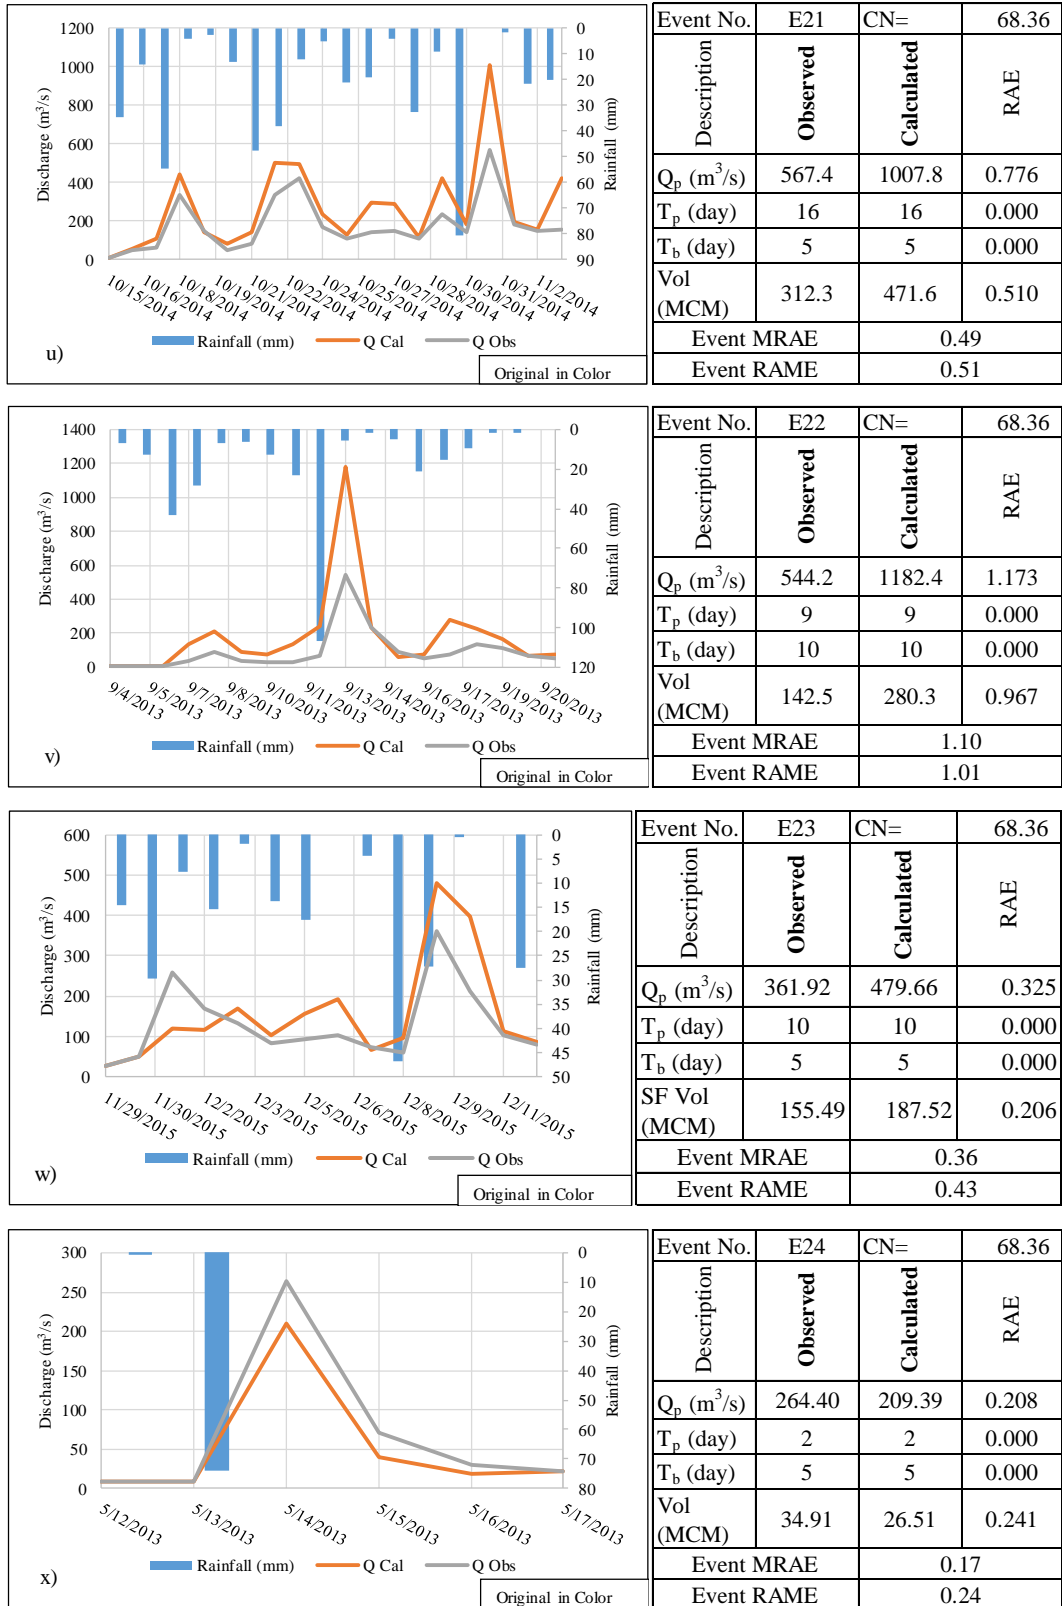 1200
1000
800
600
400
200
0
Discharge (m³/s)
0
10
20
30
40
50
60
70
80
90
Rainfall (mm)
10/15/2014
10/16/2014
10/18/2014
10/19/2014
10/21/2014
10/22/2014
10/24/2014
10/25/2014
10/27/2014
10/28/2014
10/30/2014
10/31/2014
11/2/2014
Rainfall (mm) Q Cal Q Obs
u)
Original in Color
Event No. E21 CN= 68.36
Description Observed Calculated RAE
Qp (m³/s) 567.4 1007.8 0.776
Tp (day) 16 16 0.000
Tb (day) 5 5 0.000
Vol
(MCM) 312.3 471.6 0.510
Event MRAE 0.49
Event RAME 0.51
1400
1200
1000
800
600
400
200
0
Discharge (m³/s)
0
20
40
60
80
100
120
Rainfall (mm)
9/4/2013
9/5/2013
9/7/2013
9/8/2013
9/10/2013
9/11/2013
9/13/2013
9/14/2013
9/16/2013
9/17/2013
9/19/2013
9/20/2013
Rainfall (mm) Q Cal Q Obs
v)
Original in Color
Event No. E22 CN= 68.36
Description Observed Calculated RAE
Qp (m³/s) 544.2 1182.4 1.173
Tp (day) 9 9 0.000
Tb (day) 10 10 0.000
Vol
(MCM) 142.5 280.3 0.967
Event MRAE 1.10
Event RAME 1.01
600
500
400
300
200
100
0
Discharge (m³/s)
0
5
10
15
20
25
30
35
40
45
50
Rainfall (mm)
11/29/2015
11/30/2015
12/2/2015
12/3/2015
12/5/2015
12/6/2015
12/8/2015
12/9/2015
12/11/2015
Rainfall (mm) Q Cal Q Obs
w)
Original in Color
Event No. E23 CN= 68.36
Description Observed Calculated RAE
Qp (m³/s) 361.92 479.66 0.325
Tp (day) 10 10 0.000
Tb (day) 5 5 0.000
SF Vol
(MCM) 155.49 187.52 0.206
Event MRAE 0.36
Event RAME 0.43
300
250
200
150
100
50
0
Discharge (m³/s)
0
10
20
30
40
50
60
70
80
Rainfall (mm)
5/12/2013
5/13/2013
5/14/2013
5/15/2013
5/16/2013
5/17/2013
Rainfall (mm) Q Cal Q Obs
x)
Original in Color
Event No. E24 CN= 68.36
Description Observed Calculated RAE
Qp (m³/s) 264.40 209.39 0.208
Tp (day) 2 2 0.000
Tb (day) 5 5 0.000
Vol
(MCM) 34.91 26.51 0.241
Event MRAE 0.17
Event RAME 0.24